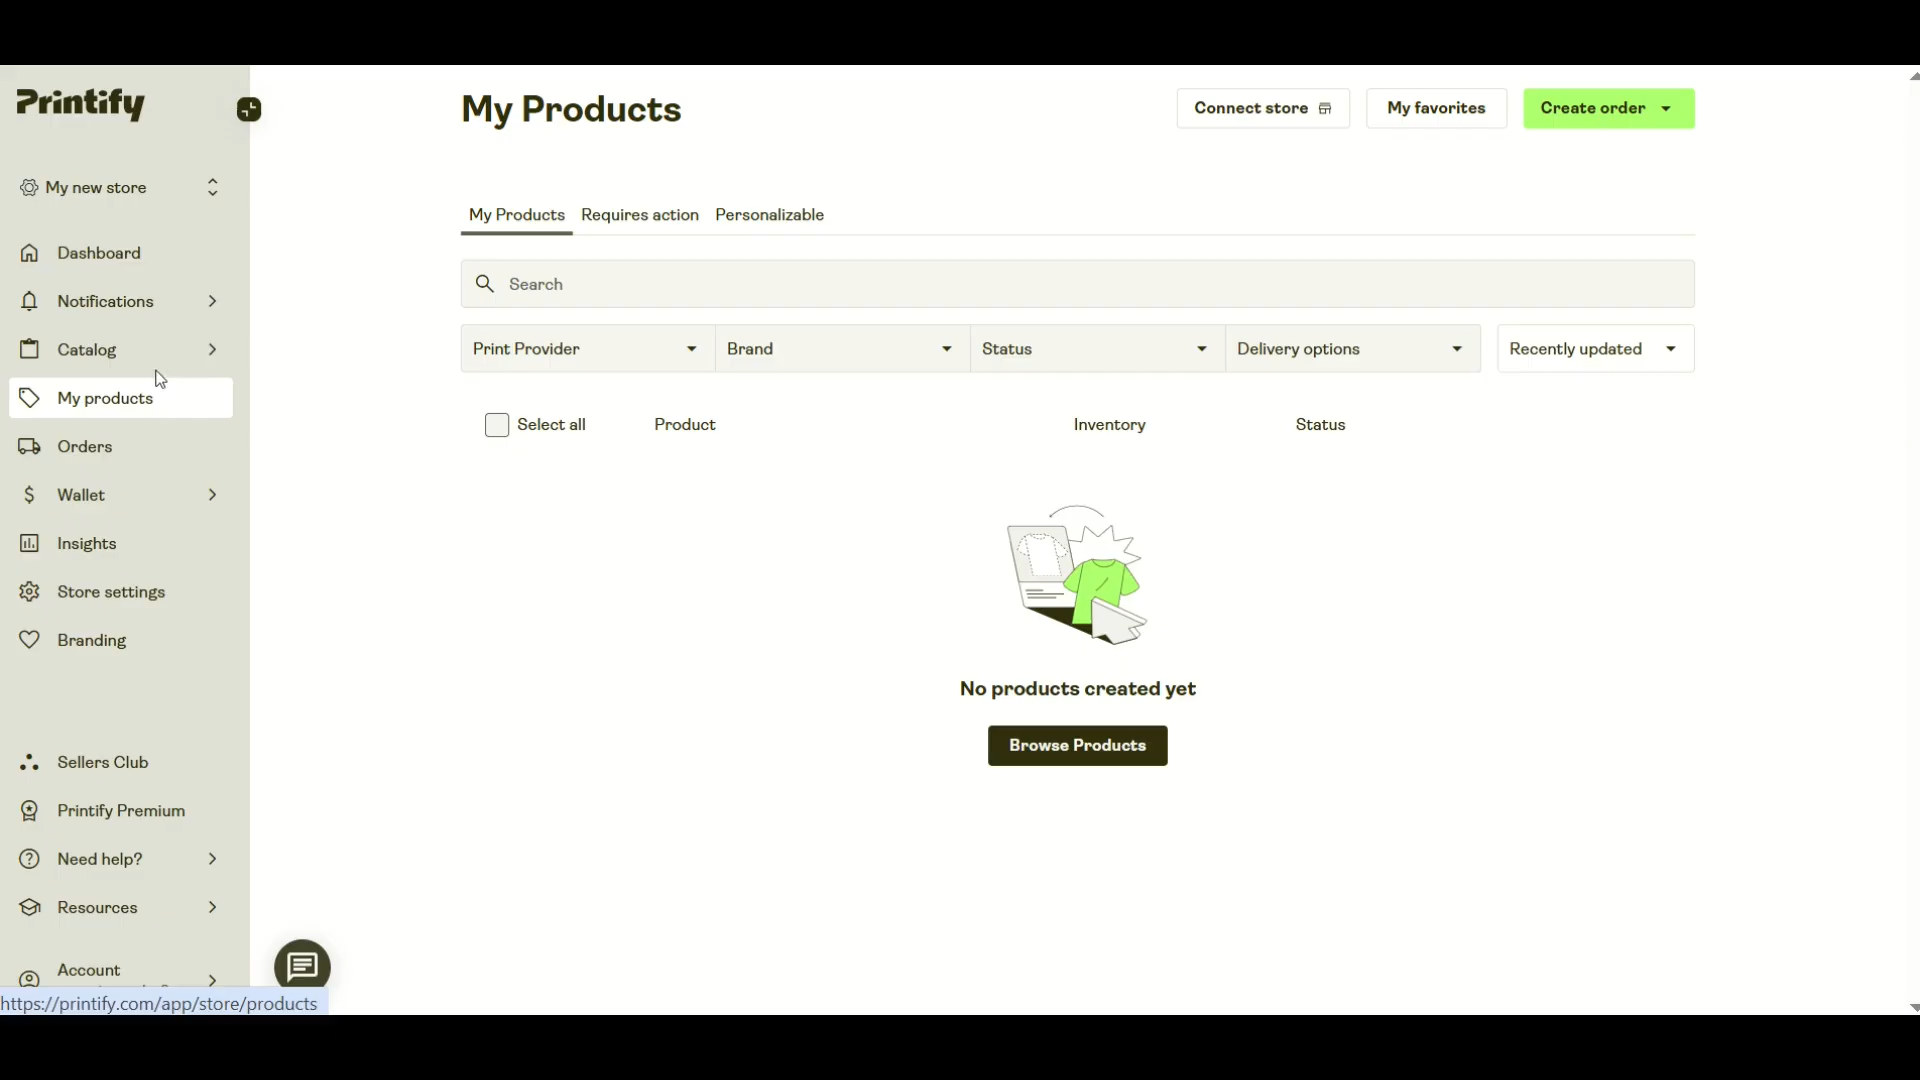 Printify
My new store
Dashboard
Notifications
Catalog
My products
Orders
Wallet
Insights
Store settings
Branding
Sellers Club
Printify Premium
Need help?
Resources
Account
https://printify.com/app/store/products
My Products
Connect store
My favorites
Create order
My Products Requires action Personalizable
Search
Print Provider Brand Status Delivery options Recently updated
Select all Product Inventory Status
No products created yet
Browse Products